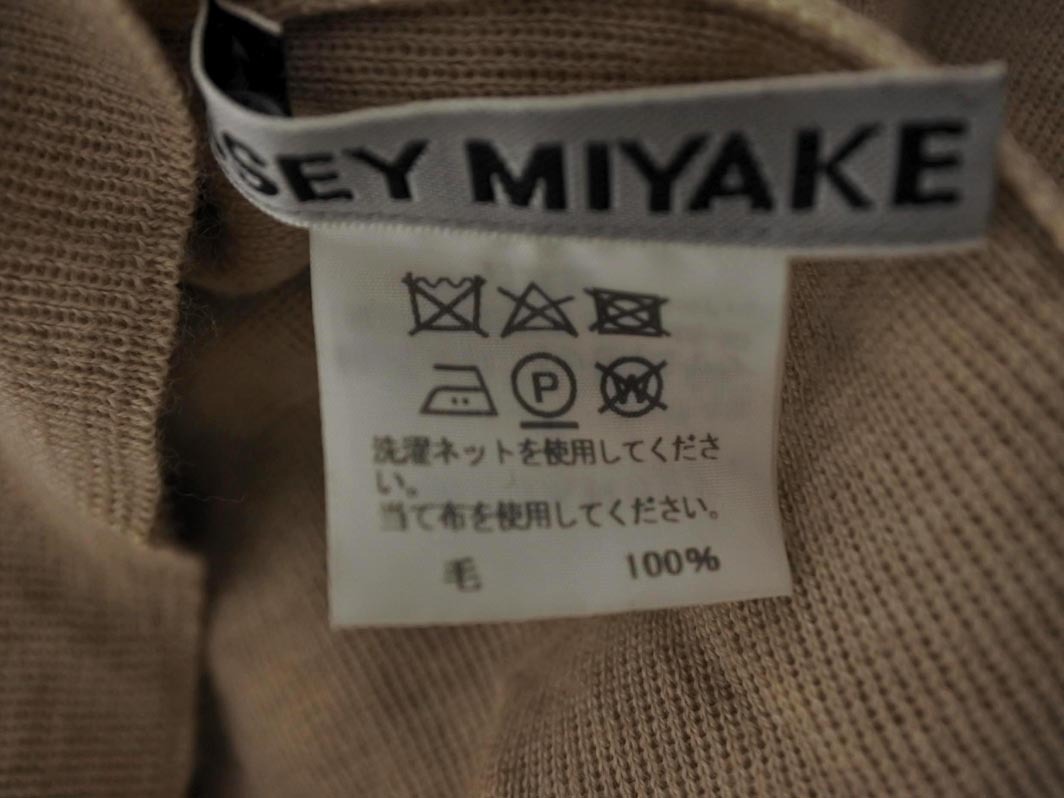 SEY MIYAKE
P
W
洗濯ネットを使用してくださ
い。
当て布を使用してください。
毛 100%